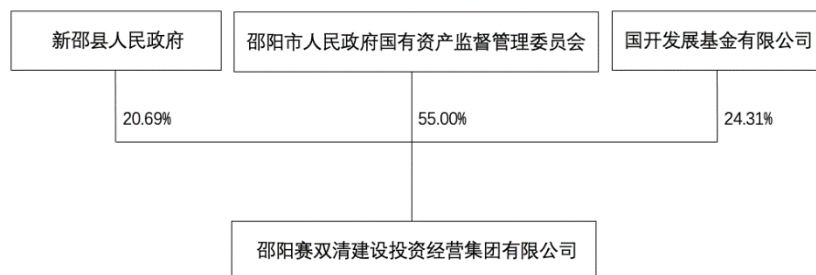 新邵县人民政府
邵阳市人民政府国有资产监督管理委员会
国开发展基金有限公司
20.69%
55.00%
24.31%
邵阳赛双清建设投资经营集团有限公司